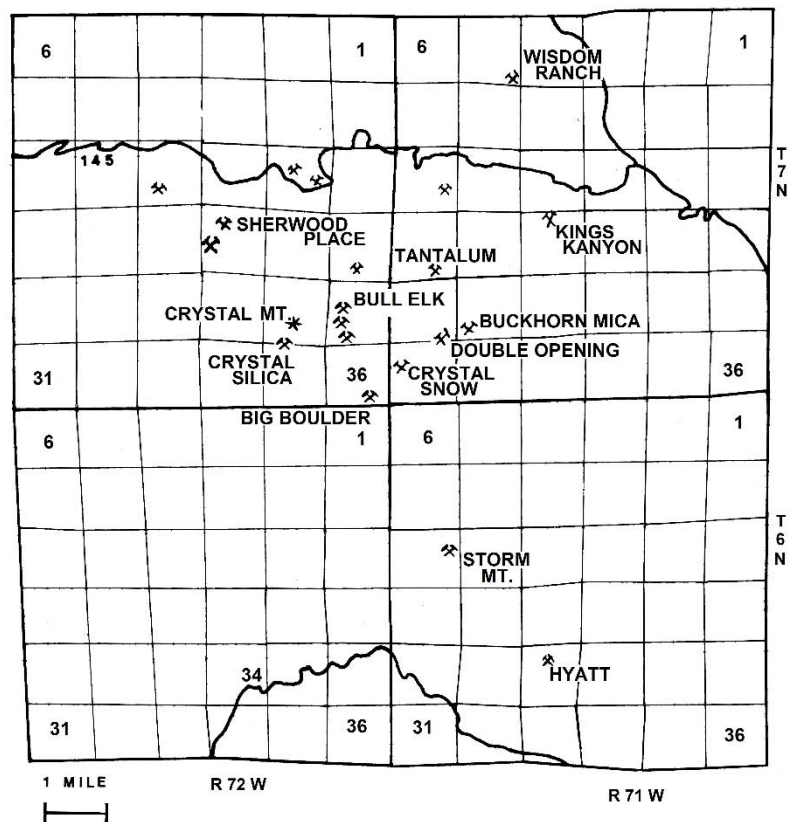 6
1
6
1
WISDOM
RANCH
145
T
7
N
SHERWOOD
PLACE
KINGS
KANYON
TANTALUM
BULL ELK
CRYSTAL MT.
BUCKHORN MICA
DOUBLE OPENING
CRYSTAL
SILICA
31
36
CRYSTAL
SNOW
36
BIG BOULDER
6
1
6
1
T
6
N
STORM
MT.
HYATT
34
31
36
31
36
1 MILE
R 72 W
R 71 W